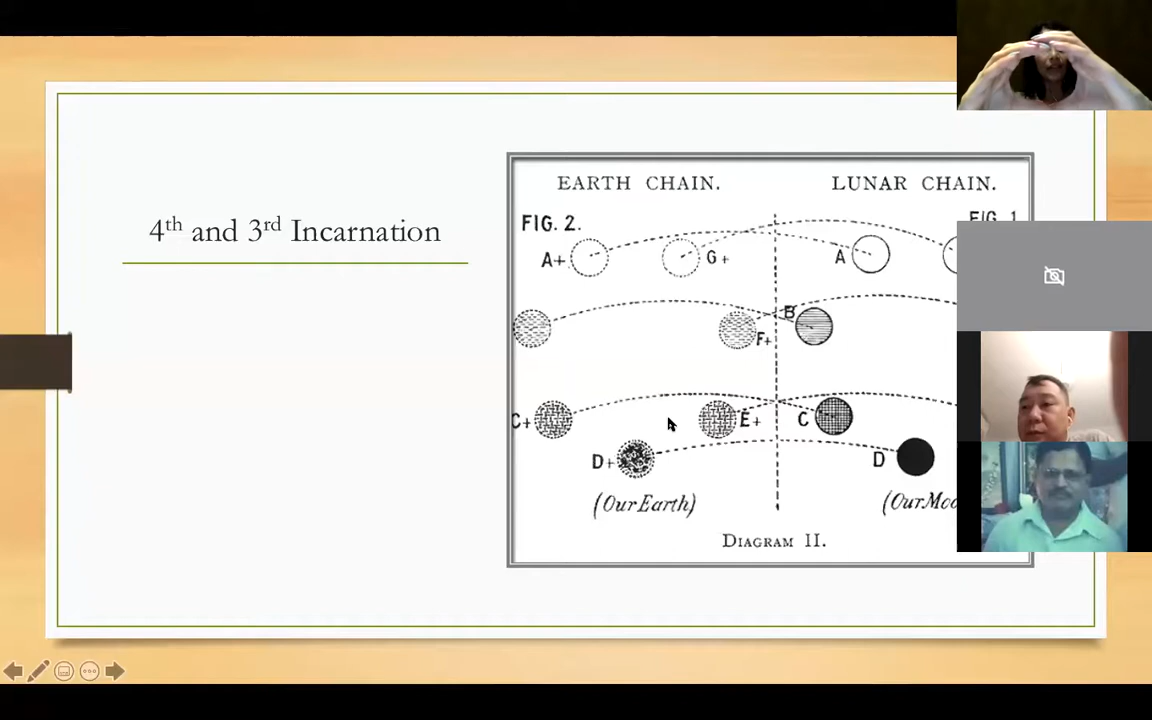 4th and 3rd Incarnation
EARTH CHAIN. LUNAR CHAIN.
FIG. 2. FIG. 1
A+ G+ A
B
F+
C+ E+ C
D+ D
(Our Earth) (Our Moo
DIAGRAM II.